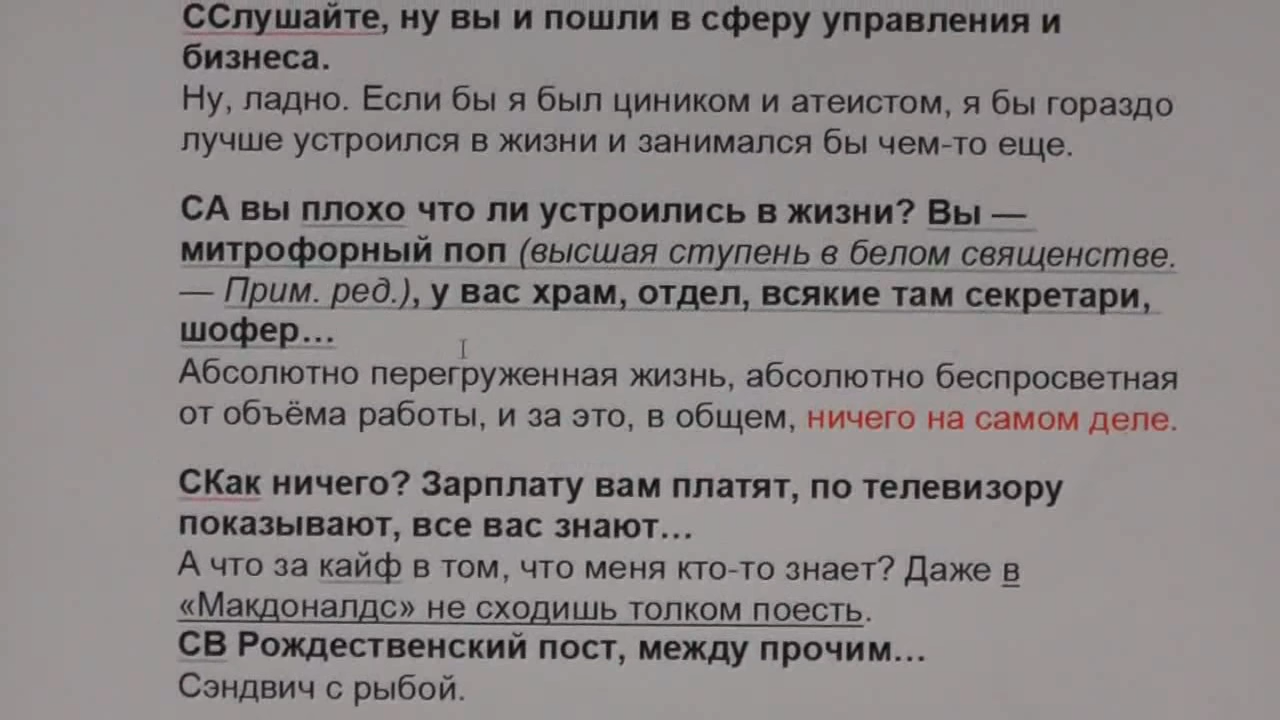 ССлушайте, ну вы и пошли в сферу управления и
бизнеса.
Ну, ладно. Если бы я был циником и атеистом, я бы гораздо
лучше устроился в жизни и занимался бы чем-то еще.
СА вы плохо что ли устроились в жизни? Вы —
митрофорный поп (высшая ступень в белом священстве.
— Прим. ред.), у вас храм, отдел, всякие там секретари,
шофер...
Абсолютно перегруженная жизнь, абсолютно беспросветная
от объёма работы, и за это, в общем, ничего на самом деле.
СКак ничего? Зарплату вам платят, по телевизору
показывают, все вас знают...
А что за кайф в том, что меня кто-то знает? Даже в
«Макдоналдс» не сходишь толком поесть.
СВ Рождественский пост, между прочим...
Сэндвич с рыбой.